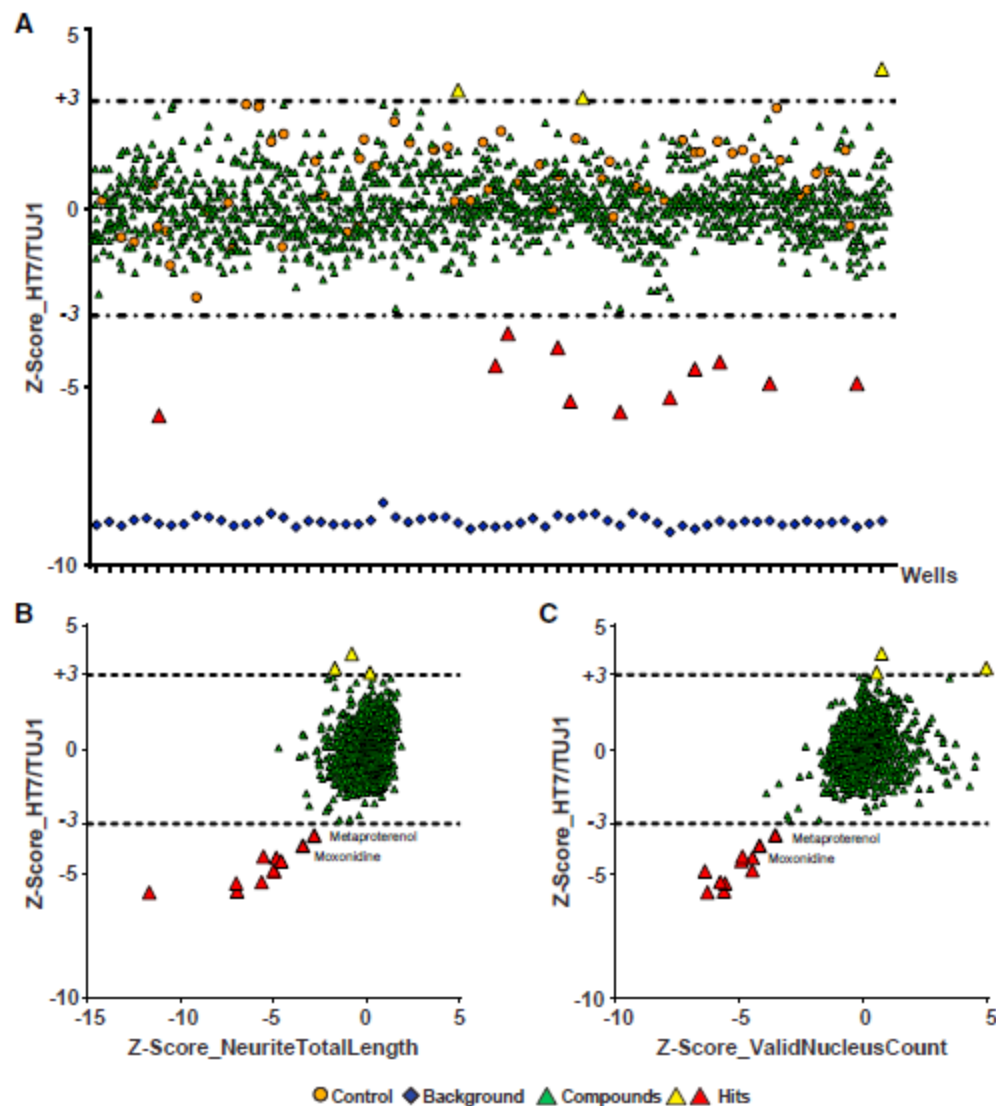 A
5
+3
0
-3
-5
-10
Z-Score_HT7/TUJ1
Wells
B
5
+3
0
-3
-5
-10
Z-Score_HT7/TUJ1
Metaproterenol
Moxonidine
-15 -10 -5 0 5
Z-Score_NeuriteTotalLength
C
5
+3
0
-3
-5
-10
Z-Score_HT7/TUJ1
Metaproterenol
Moxonidine
-10 -5 0 5
Z-Score_ValidNucleusCount
Control Background Compounds Hits